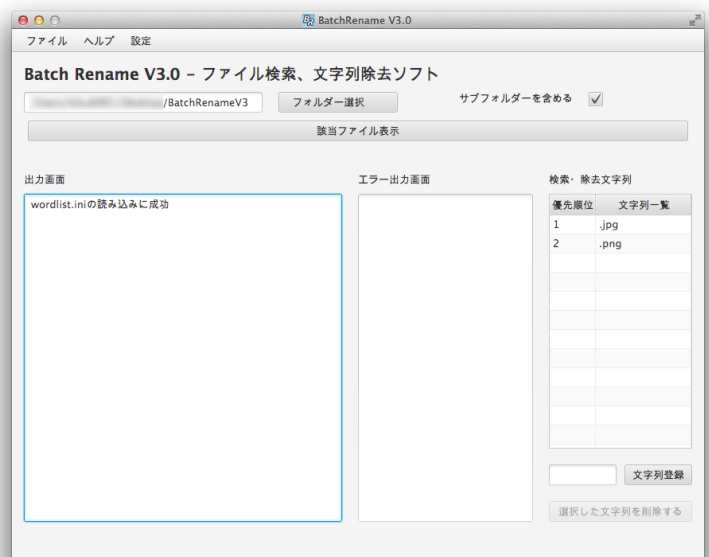 BatchRename V3.0
ファイル ヘルプ 設定
Batch Rename V3.0 – ファイル検索、文字列除去ソフト
/BatchRenameV3 フォルダー選択 サブフォルダーを含める
該当ファイル表示
出力画面 エラー出力画面 検索・除去文字列
wordlist.iniの読み込みに成功
優先順位 文字列一覧
1 .jpg
2 .png
文字列登録
選択した文字列を削除する